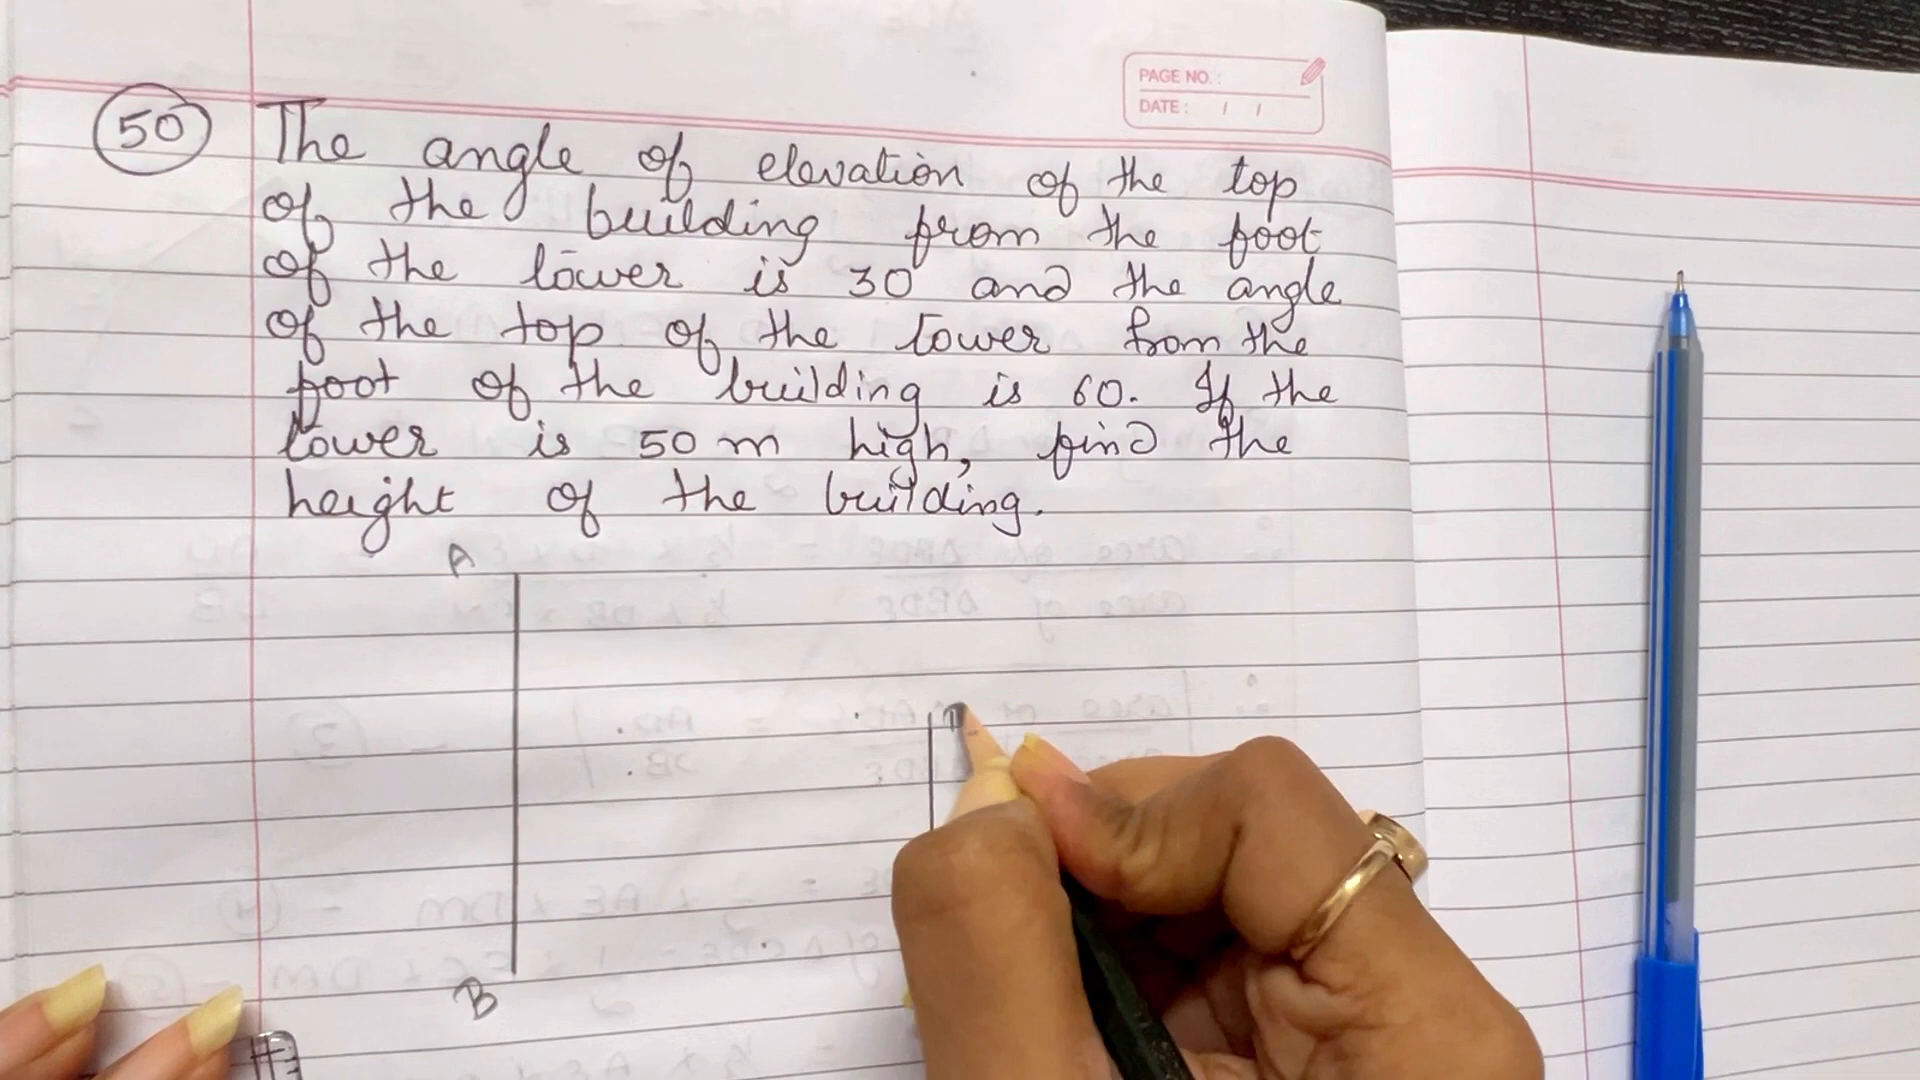 PAGE NO. :
DATE : / /
50 The angle of elevation of the top
of the building from the foot
of the tower is 30 and the angle
of the top of the tower from the
foot of the building is 60. If the
tower is 50 m high, find the
height of the building.
A
B